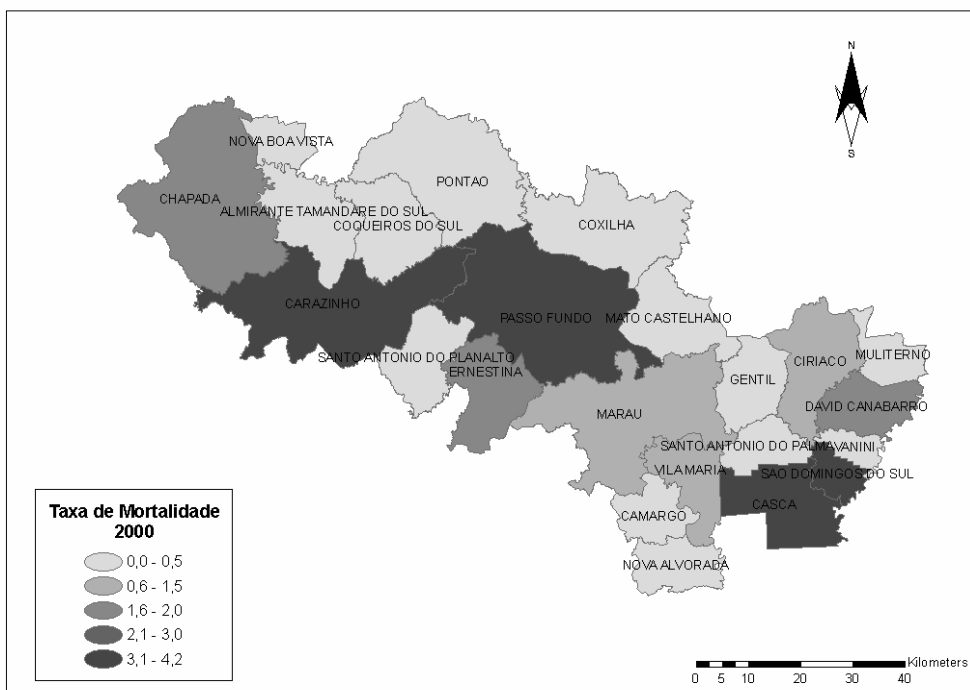 N
S
NOVA BOA VISTA
PONTAO
CHAPADA
ALMIRANTE TAMANDARE DO SUL
COQUEIROS DO SUL
COXILHA
CARAZINHO
PASSO FUNDO
MATO CASTELHANO
SANTO ANTONIO DO PLANALTO
ERNESTINA
CIRIACO
MULITERNO
GENTIL
DAVID CANABARRO
MARAU
SANTO ANTONIO DO PALMA
VANINI
VILA MARIA
SAO DOMINGOS DO SUL
CASCA
CAMARGO
NOVA ALVORADA
Taxa de Mortalidade
2000
0,0 - 0,5
0,6 - 1,5
1,6 - 2,0
2,1 - 3,0
3,1 - 4,2
Kilometers
0 5 10 20 30 40